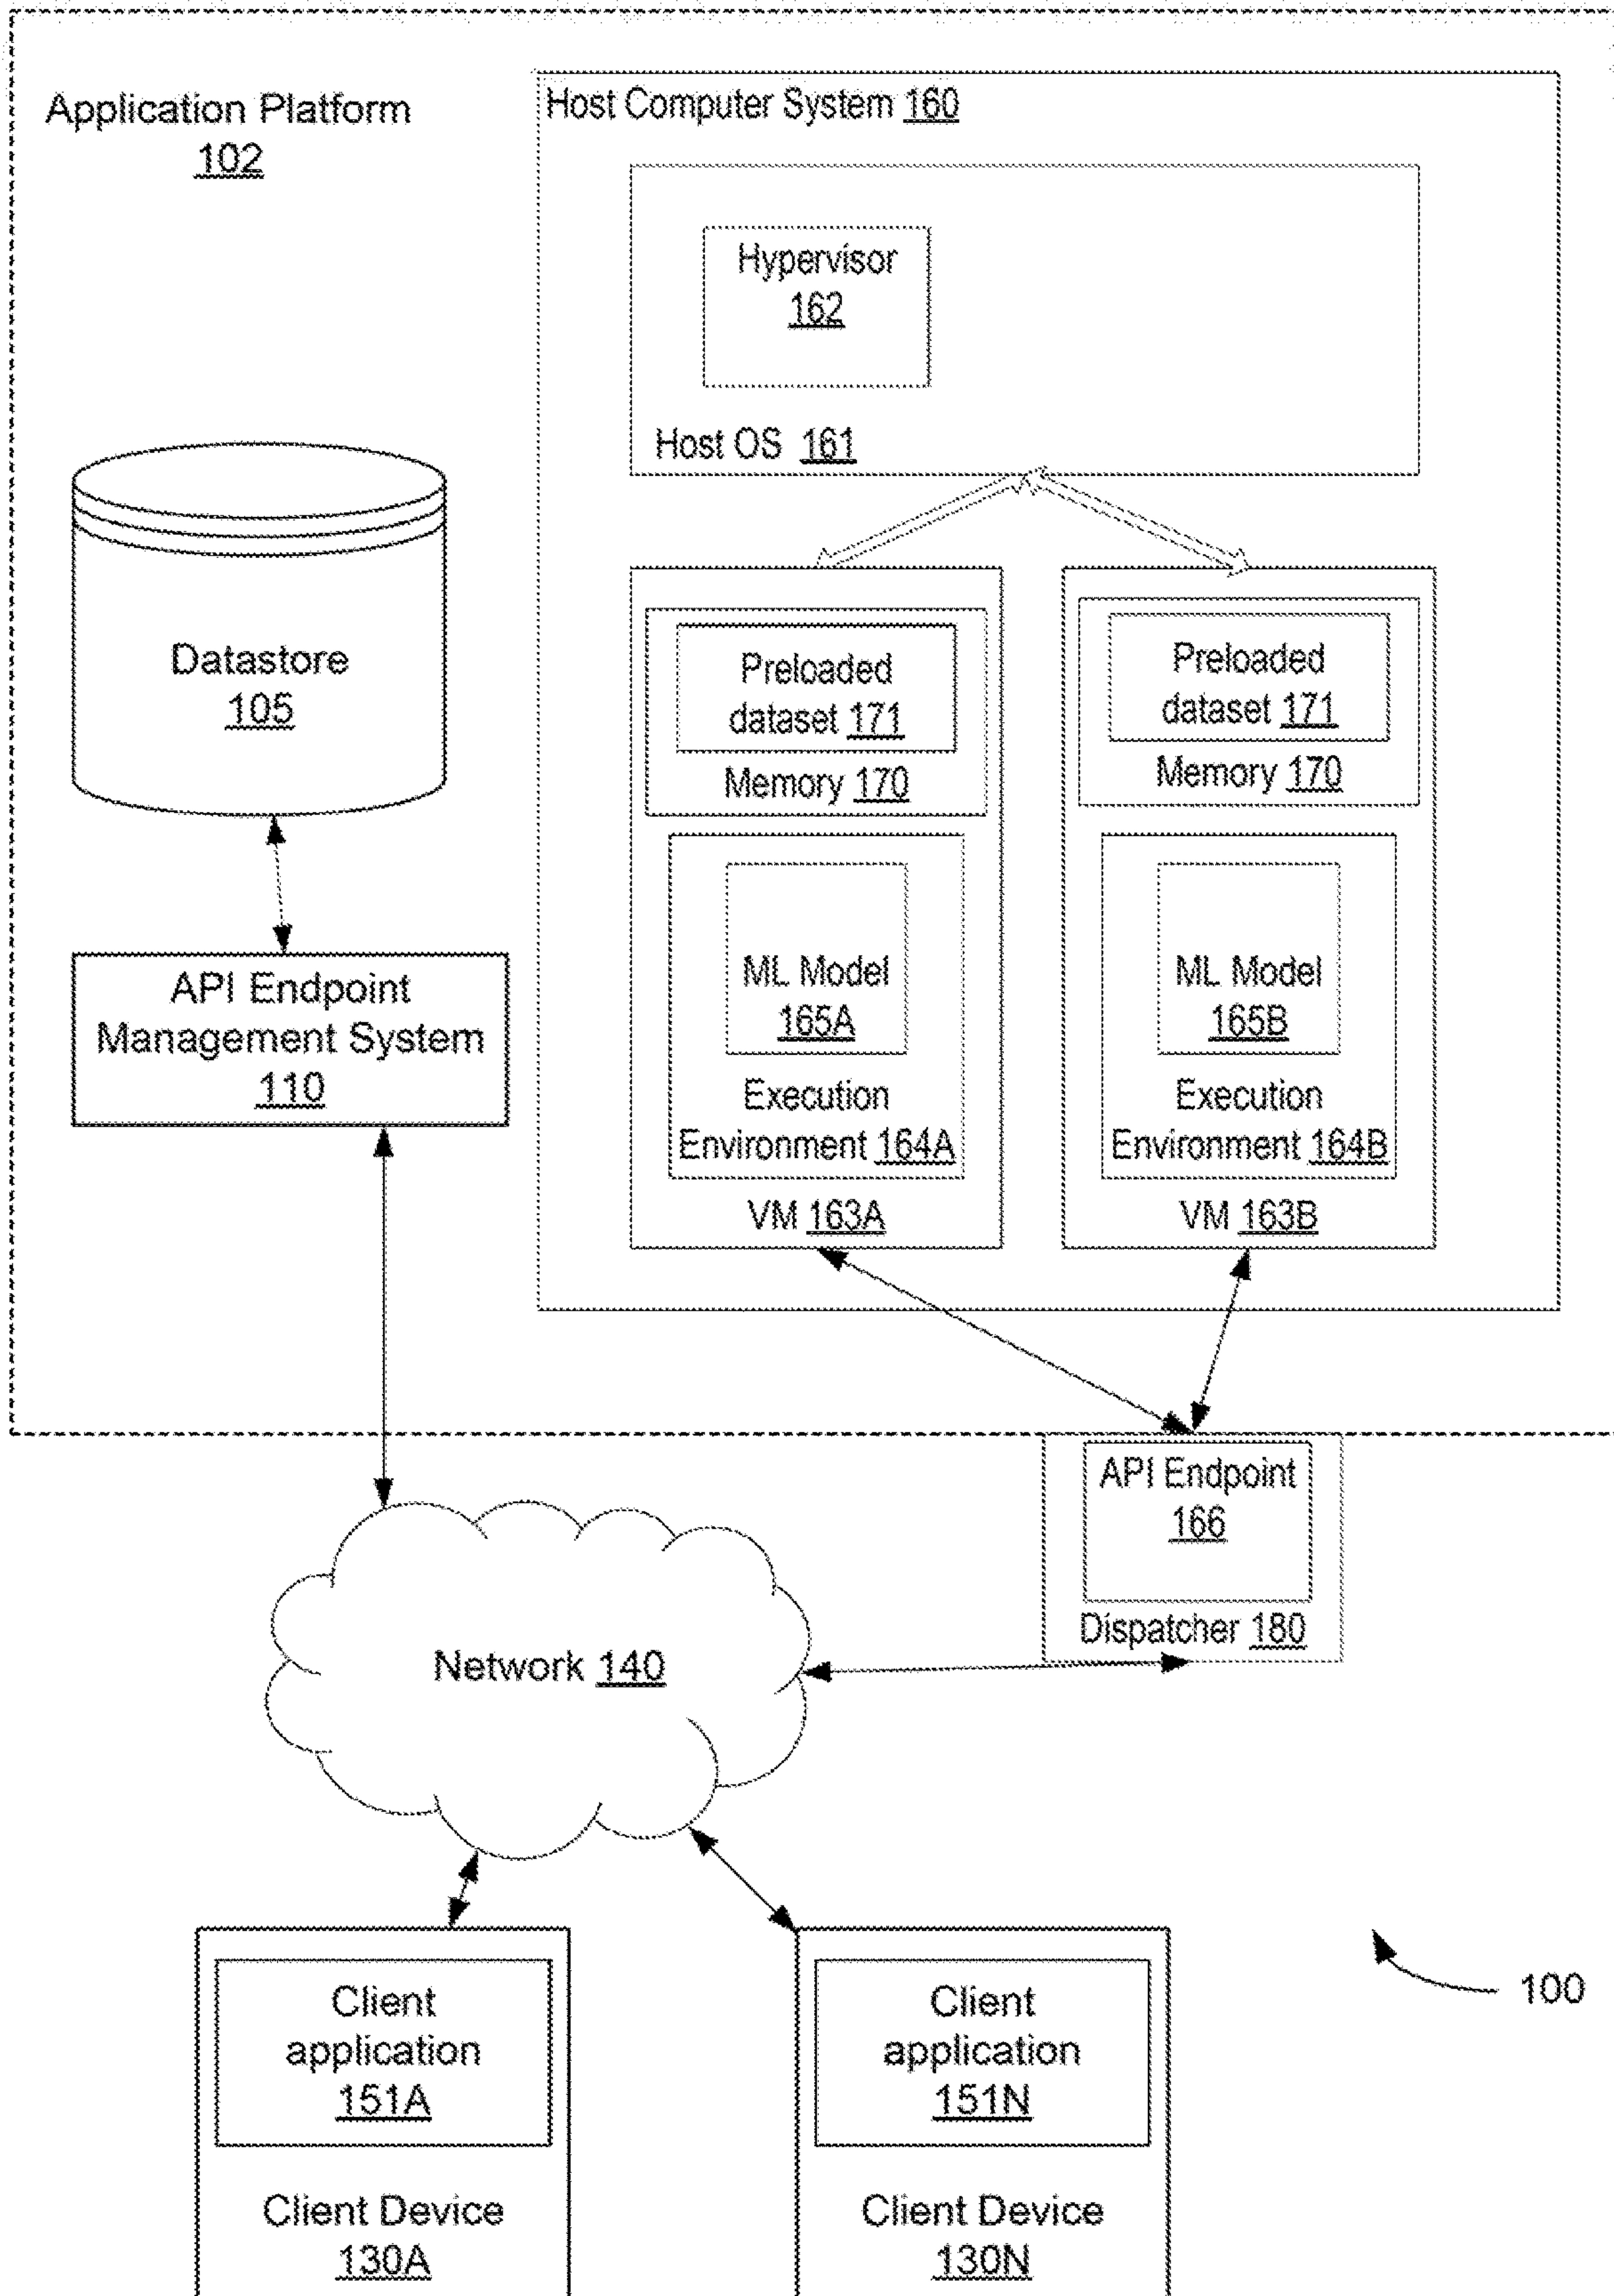 Application Platform
102
Host Computer System 160
Hypervisor
162
Host OS 161
Datastore
105
Preloaded
dataset 171
Memory 170
Preloaded
dataset 171
Memory 170
API Endpoint
Management System
110
ML Model
165A
Execution
Environment 164A
VM 163A
ML Model
165B
Execution
Environment 164B
VM 163B
API Endpoint
166
Dispatcher 180
Network 140
100
Client
application
151A
Client Device
130A
Client
application
151N
Client Device
130N